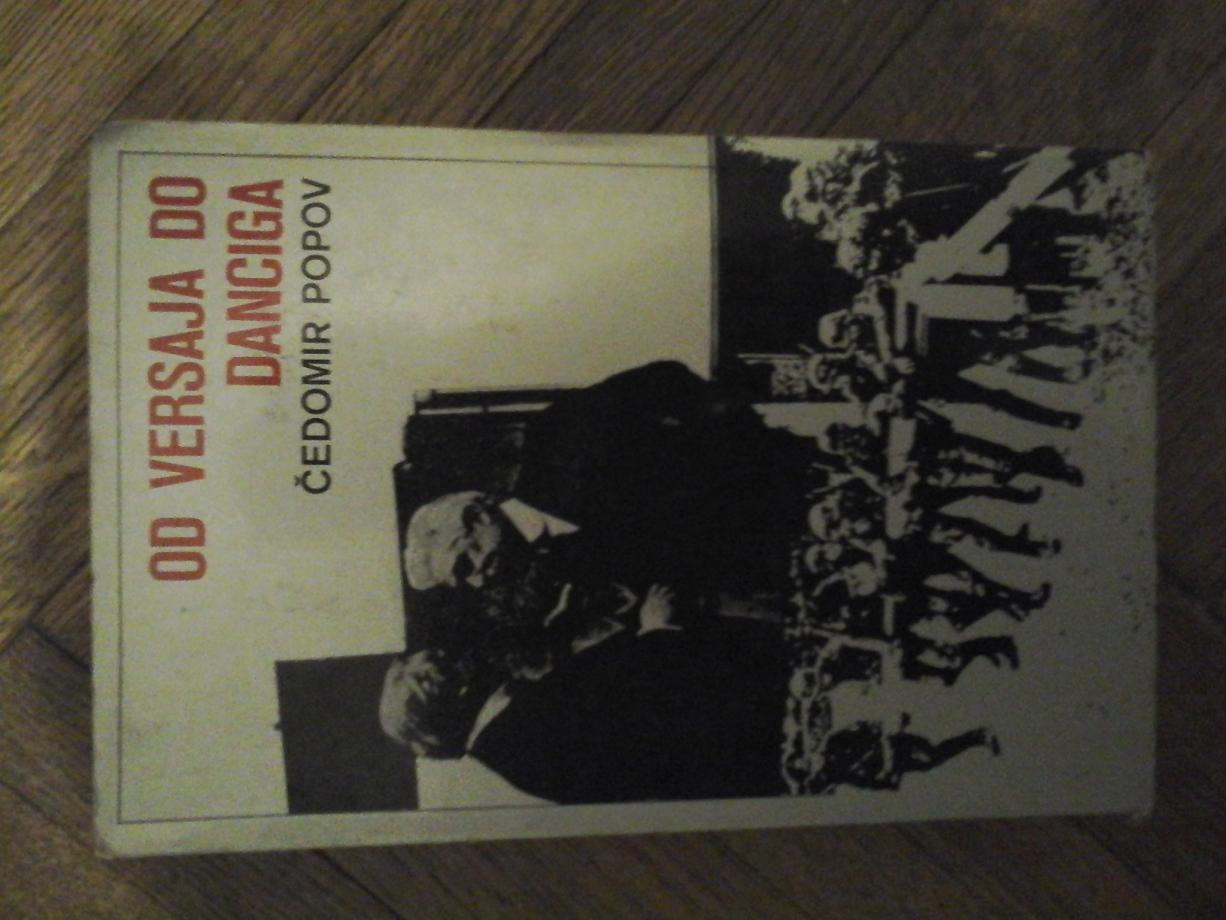 OD VERSAJA DO
DANCIGA
ČEDOMIR POPOV